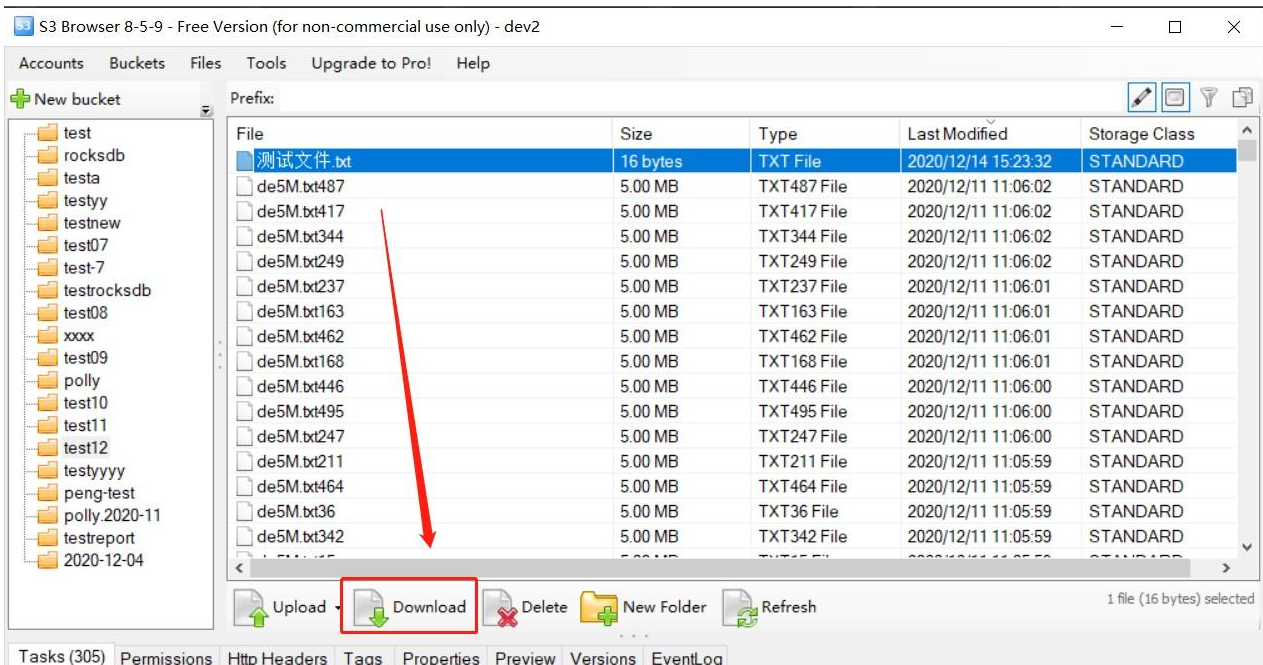 S3 Browser 8-5-9 - Free Version (for non-commercial use only) - dev2
Accounts Buckets Files Tools Upgrade to Pro! Help
New bucket
Prefix:
test
rocksdb
testa
testyy
testnew
test07
test-7
testrocksdb
test08
xxxx
test09
polly
test10
test11
test12
testyyyy
peng-test
polly.2020-11
testreport
2020-12-04
File Size Type Last Modified Storage Class
测试文件.txt 16 bytes TXT File 2020/12/14 15:23:32 STANDARD
de5M.txt487 5.00 MB TXT487 File 2020/12/11 11:06:02 STANDARD
de5M.txt417 5.00 MB TXT417 File 2020/12/11 11:06:02 STANDARD
de5M.txt344 5.00 MB TXT344 File 2020/12/11 11:06:02 STANDARD
de5M.txt249 5.00 MB TXT249 File 2020/12/11 11:06:02 STANDARD
de5M.txt237 5.00 MB TXT237 File 2020/12/11 11:06:01 STANDARD
de5M.txt163 5.00 MB TXT163 File 2020/12/11 11:06:01 STANDARD
de5M.txt462 5.00 MB TXT462 File 2020/12/11 11:06:01 STANDARD
de5M.txt168 5.00 MB TXT168 File 2020/12/11 11:06:01 STANDARD
de5M.txt446 5.00 MB TXT446 File 2020/12/11 11:06:00 STANDARD
de5M.txt495 5.00 MB TXT495 File 2020/12/11 11:06:00 STANDARD
de5M.txt247 5.00 MB TXT247 File 2020/12/11 11:06:00 STANDARD
de5M.txt211 5.00 MB TXT211 File 2020/12/11 11:05:59 STANDARD
de5M.txt464 5.00 MB TXT464 File 2020/12/11 11:05:59 STANDARD
de5M.txt36 5.00 MB TXT36 File 2020/12/11 11:05:59 STANDARD
de5M.txt342 5.00 MB TXT342 File 2020/12/11 11:05:59 STANDARD
Upload Download Delete New Folder Refresh
1 file (16 bytes) selected
Tasks (305) Permissions Http Headers Tags Properties Preview Versions EventLog